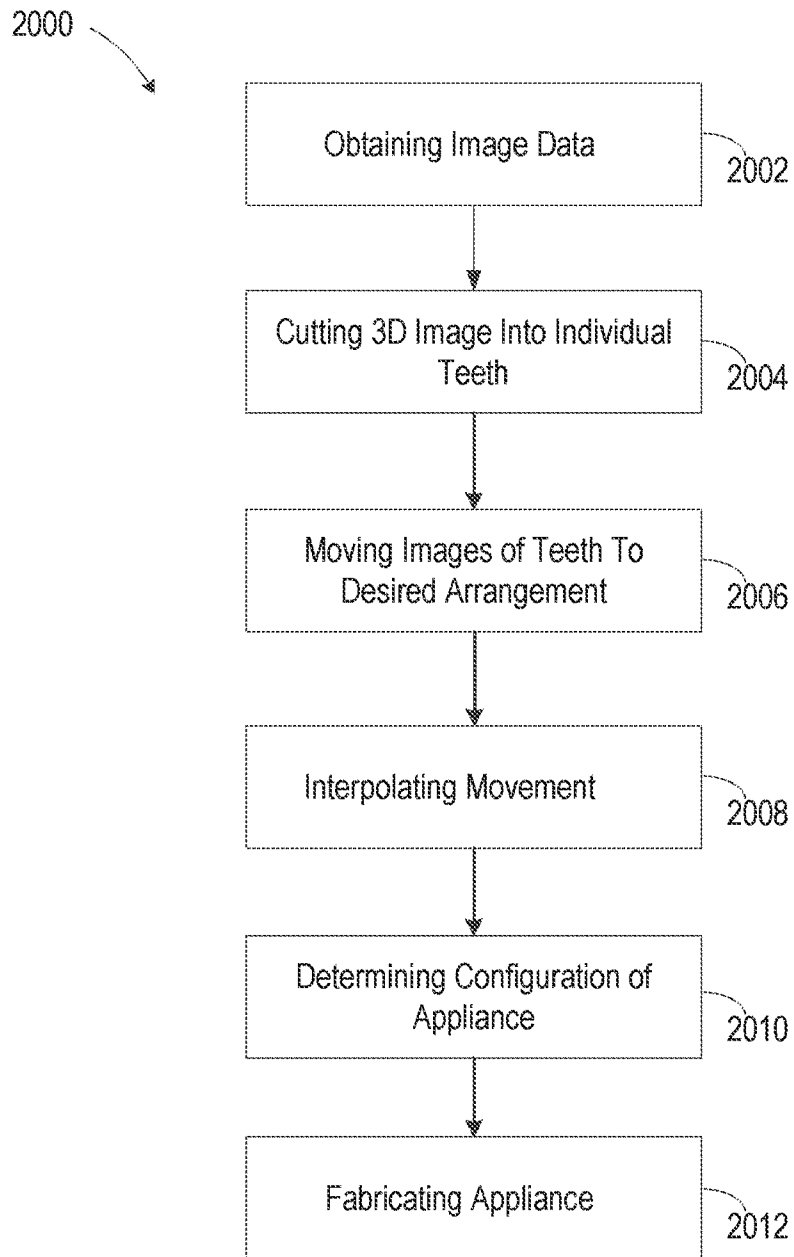 2000
Obtaining Image Data
2002
Cutting 3D Image Into Individual
Teeth
2004
Moving Images of Teeth To
Desired Arrangement
2006
Interpolating Movement
2008
Determining Configuration of
Appliance
2010
Fabricating Appliance
2012